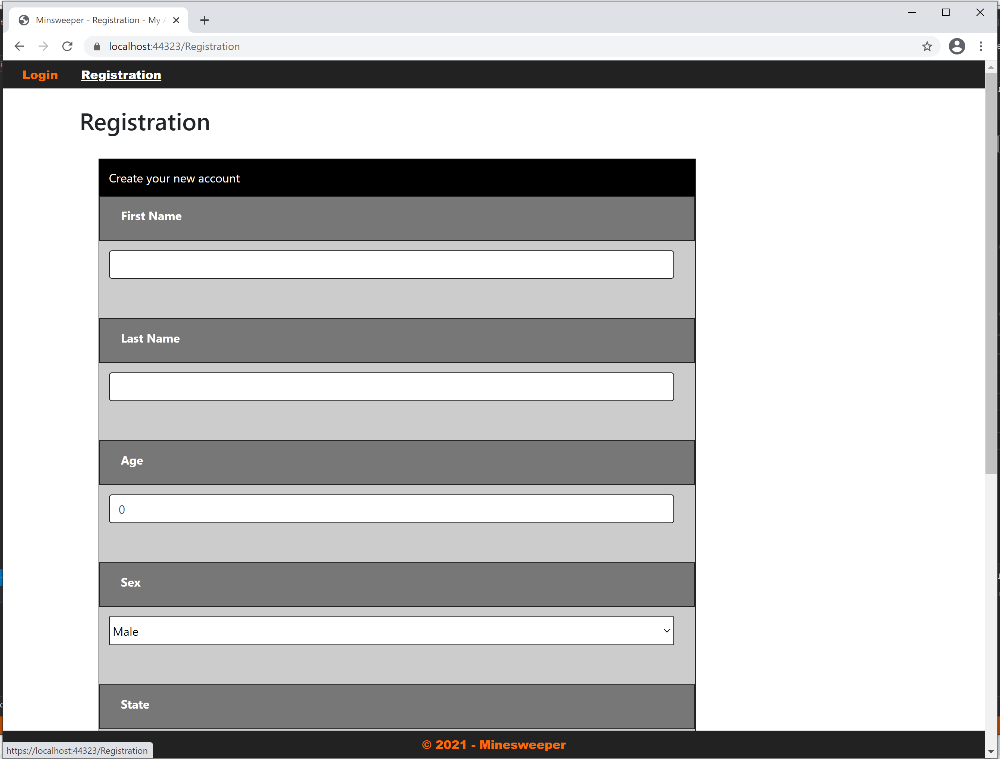 Minsweeper - Registration - My
localhost:44323/Registration
Login Registration
Registration
Create your new account
First Name
Last Name
Age
0
Sex
Male
State
© 2021 - Minesweeper
https://localhost:44323/Registration